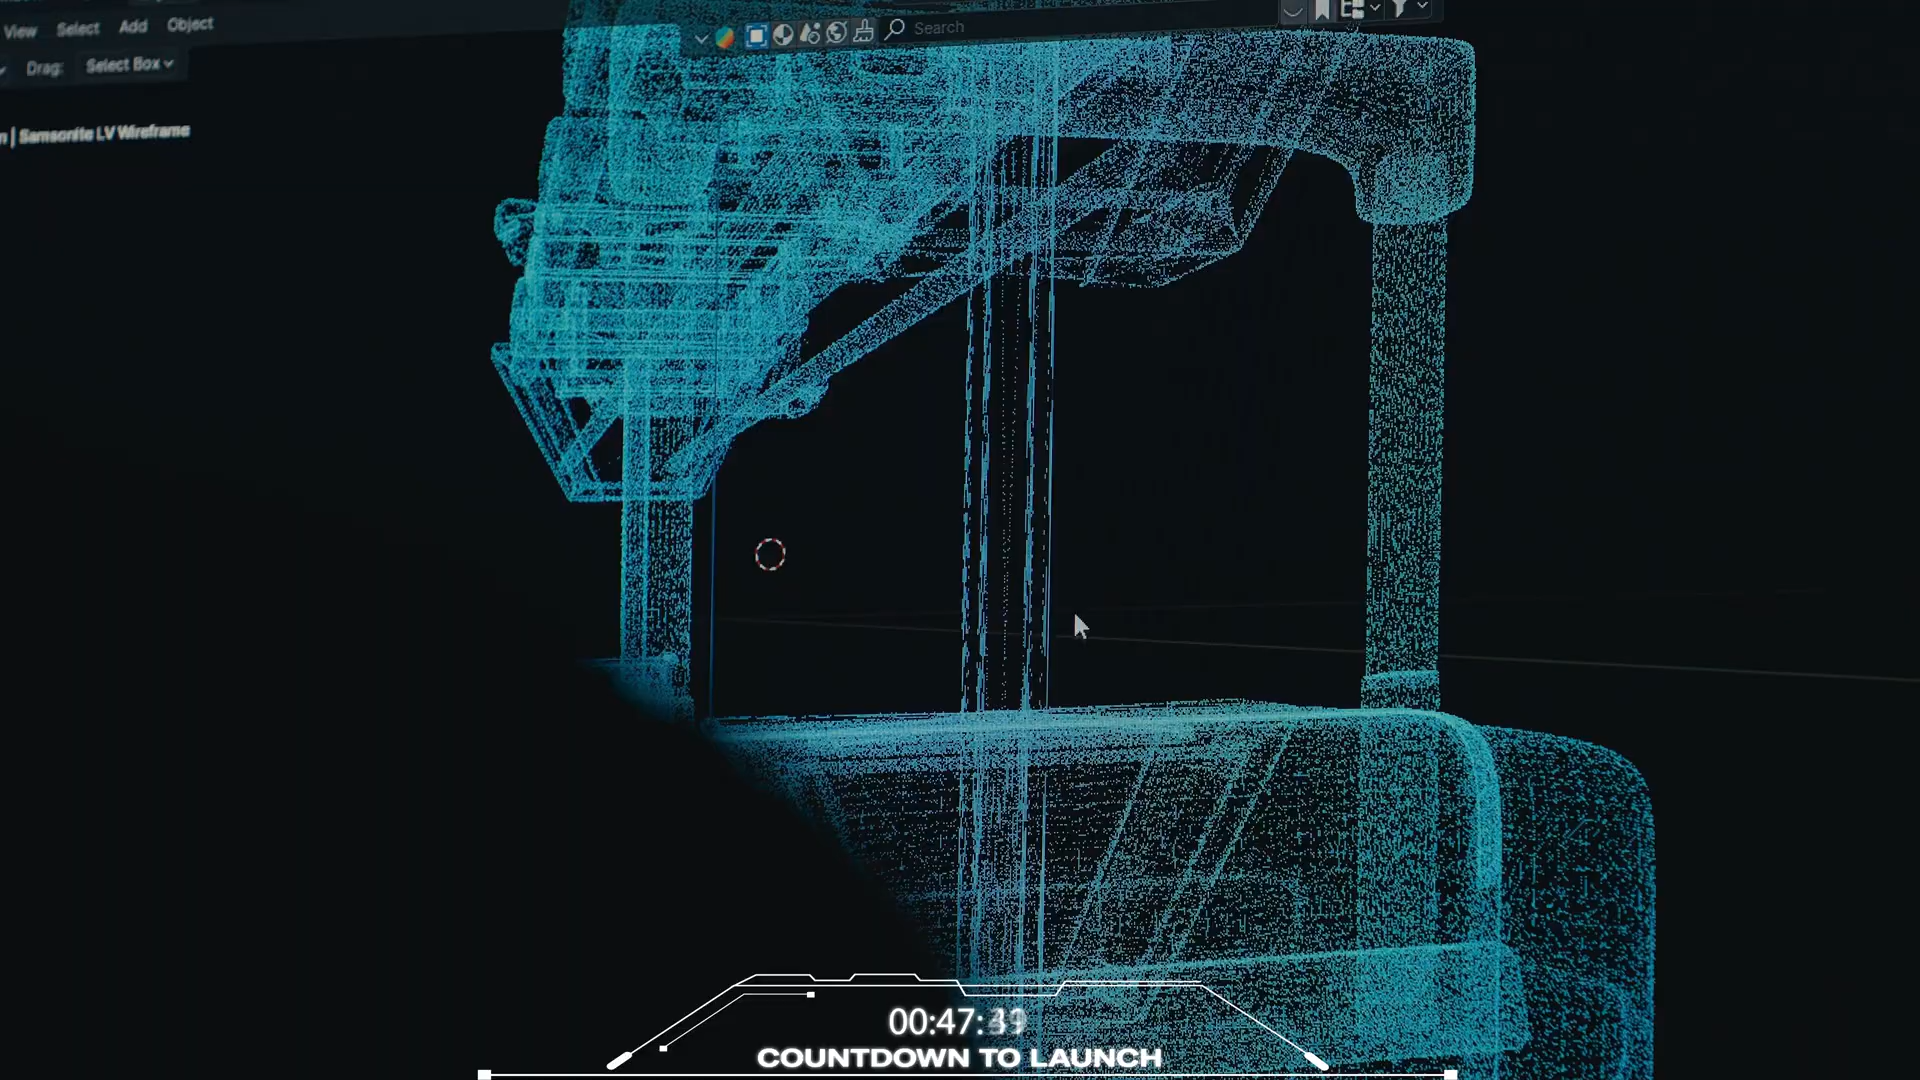 View Select Add Object
Search
Drag: Select Box
| Samsonite LV Wireframe
00:47:
COUNTDOWN TO LAUNCH